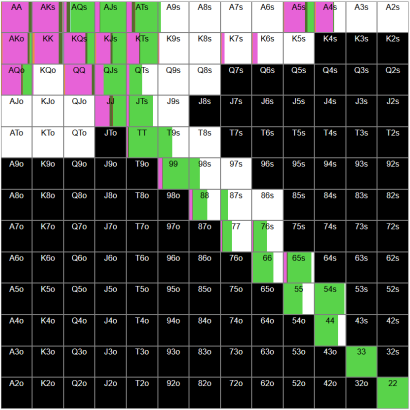 AA AKs AQs AJs ATs A9s A8s A7s A6s A5s A4s A3s A2s
AKo KK KQs KJs KTs K9s K8s K7s K6s K5s K4s K3s K2s
AQo KQo QQ QJs QTs Q9s Q8s Q7s Q6s Q5s Q4s Q3s Q2s
AJo KJo QJo JJ JTs J9s J8s J7s J6s J5s J4s J3s J2s
ATo KTo QTo JTo TT T9s T8s T7s T6s T5s T4s T3s T2s
A9o K9o Q9o J9o T9o 99 98s 97s 96s 95s 94s 93s 92s
A8o K8o Q8o J8o T8o 98o 88 87s 86s 85s 84s 83s 82s
A7o K7o Q7o J7o T7o 97o 87o 77 76s 75s 74s 73s 72s
A6o K6o Q6o J6o T6o 96o 86o 76o 66 65s 64s 63s 62s
A5o K5o Q5o J5o T5o 95o 85o 75o 65o 55 54s 53s 52s
A4o K4o Q4o J4o T4o 94o 84o 74o 64o 54o 44 43s 42s
A3o K3o Q3o J3o T3o 93o 83o 73o 63o 53o 43o 33 32s
A2o K2o Q2o J2o T2o 92o 82o 72o 62o 52o 42o 32o 22